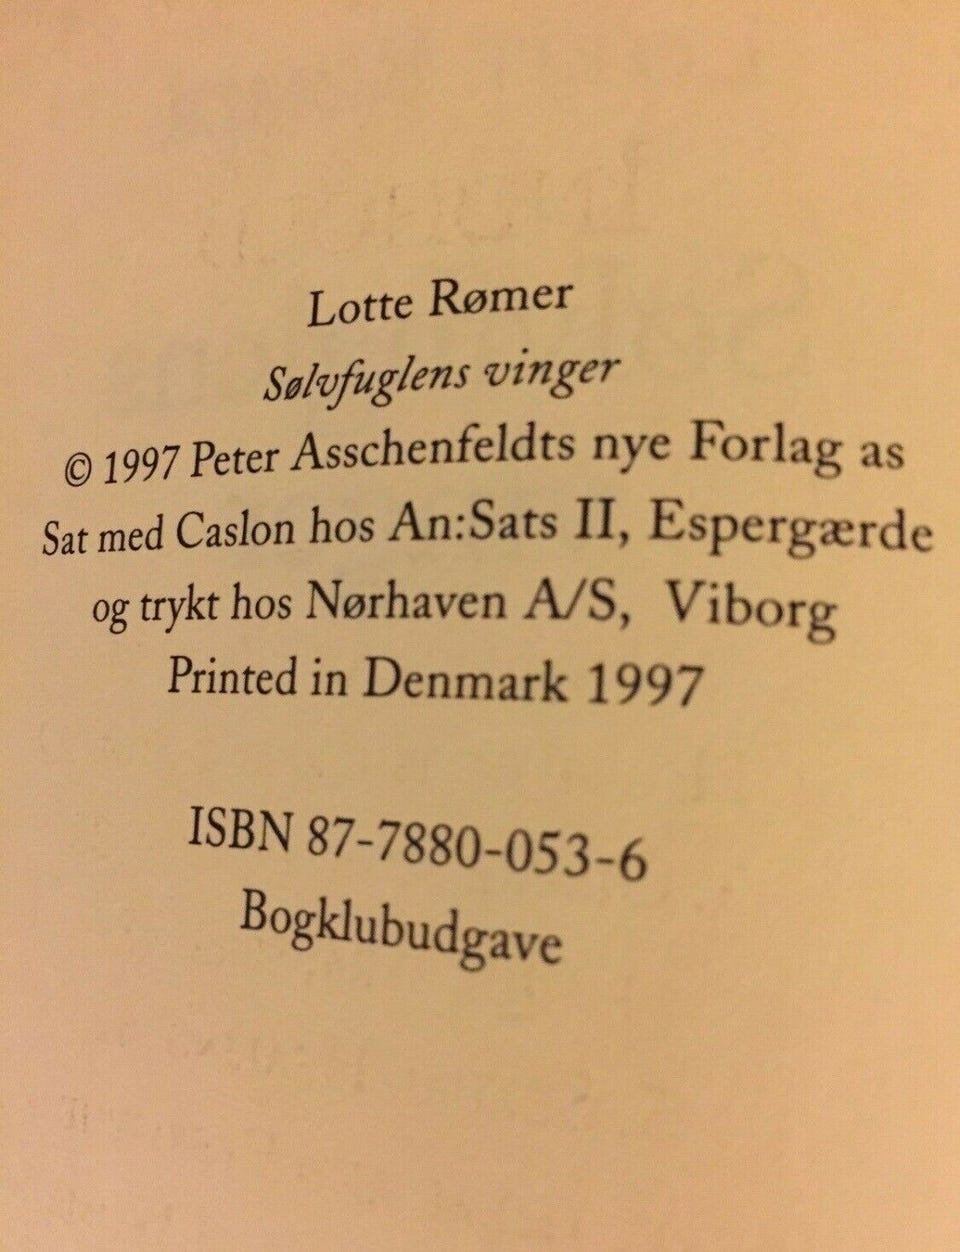 Lotte Rømer
Sølvfuglens vinger
© 1997 Peter Asschenfeldts nye Forlag as
Sat med Caslon hos An:Sats II, Espergærde
og trykt hos Nørhaven A/S, Viborg
Printed in Denmark 1997
ISBN 87-7880-053-6
Bogklubudgave